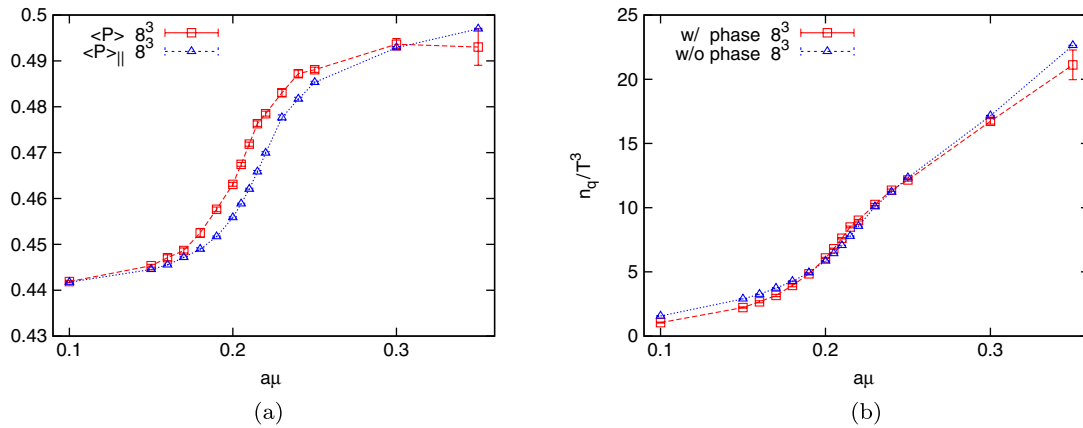 0.5
0.49
0.48
0.47
0.46
0.45
0.44
0.43
0.1
0.2
0.3
aμ
<P> 8³
<P>|| 8³
(a)
25
20
15
10
5
0
n_q/T³
0.1
0.2
0.3
aμ
w/ phase 8³
w/o phase 8³
(b)